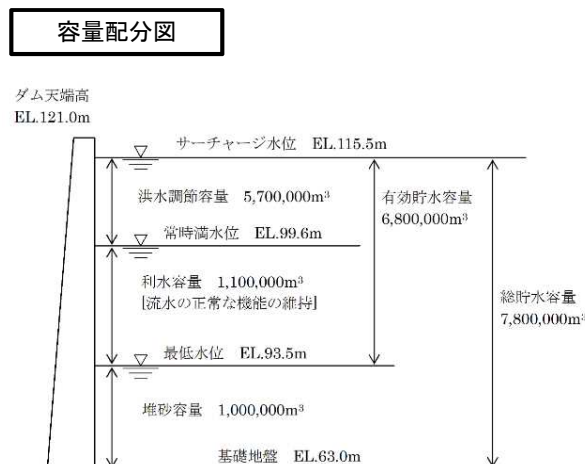 容量配分図
ダム天端高
EL.121.0m
サーチャージ水位 EL.115.5m
洪水調節容量 5,700,000m³
有効貯水容量
6,800,000m³
常時満水位 EL.99.6m
利水容量 1,100,000m³
[流水の正常な機能の維持]
総貯水容量
7,800,000m³
最低水位 EL.93.5m
堆砂容量 1,000,000m³
基礎地盤 EL.63.0m